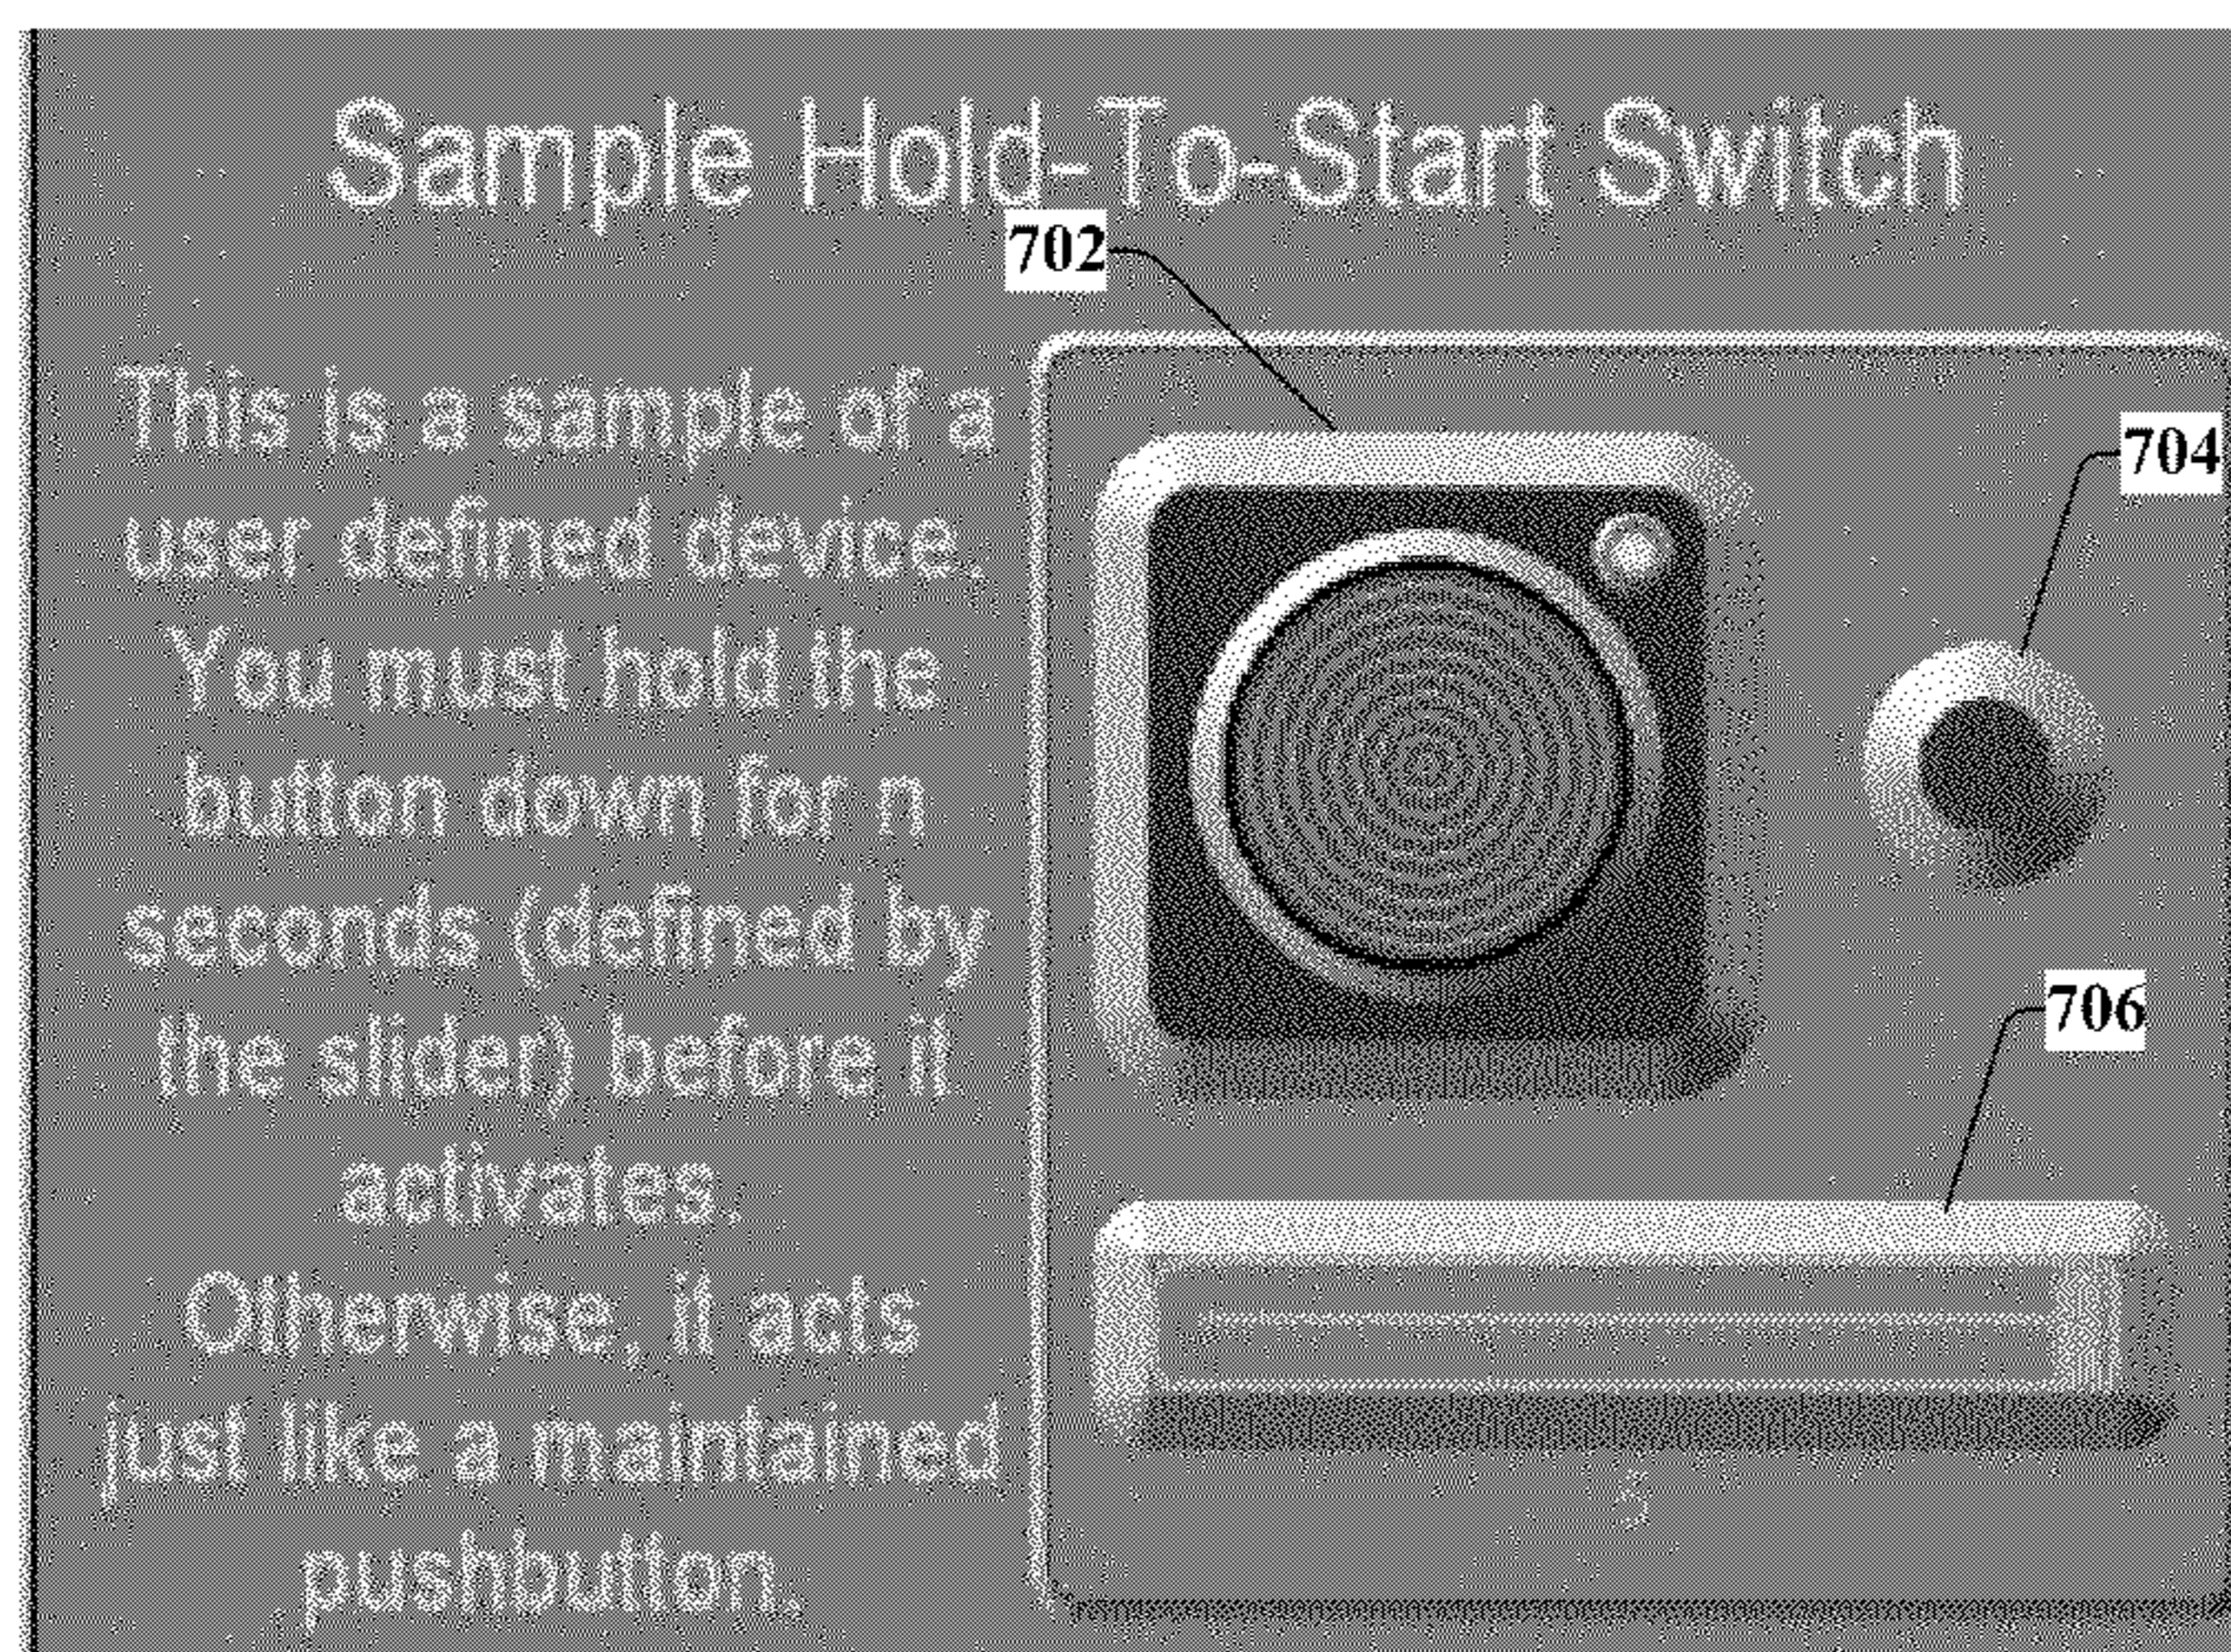 Sample Hold-To-Start Switch
702
This is a sample of a
user defined device.
You must hold the
button down for n
seconds (defined by
the slider) before it
activates.
Otherwise, it acts
just like a maintained
pushbutton.
704
706
5